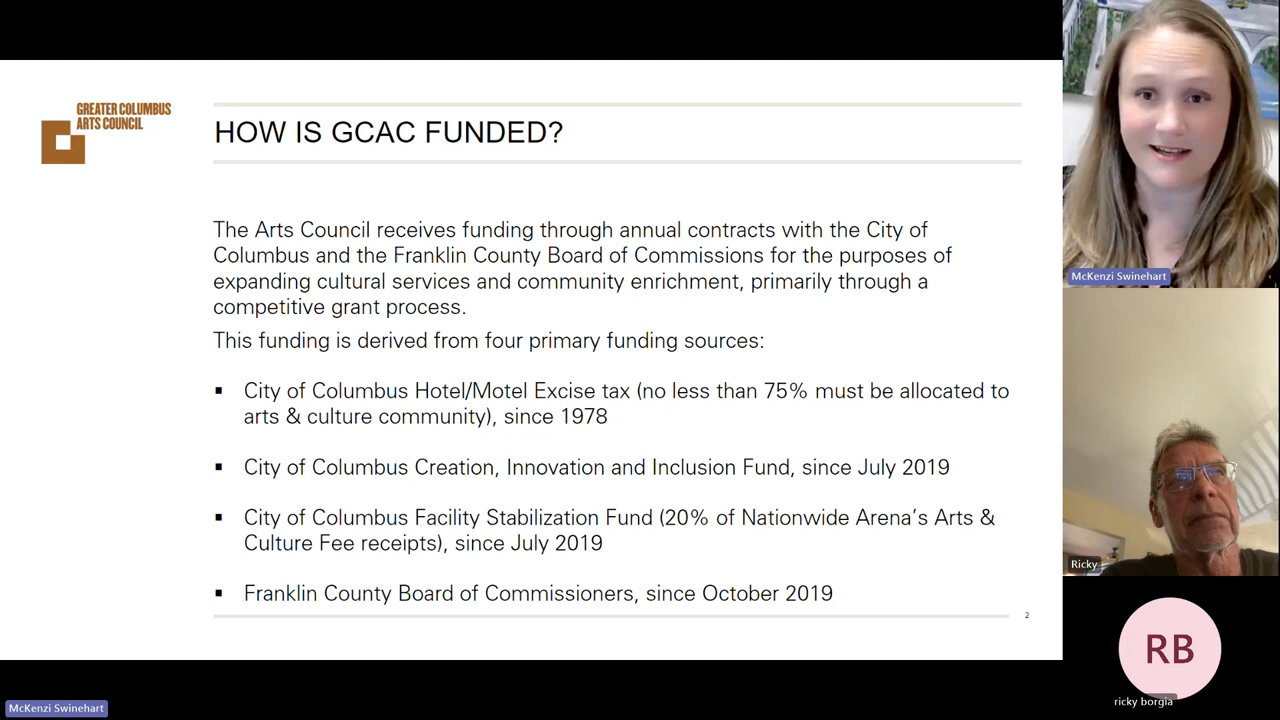 GREATER COLUMBUS
ARTS COUNCIL
HOW IS GCAC FUNDED?
The Arts Council receives funding through annual contracts with the City of
Columbus and the Franklin County Board of Commissions for the purposes of
expanding cultural services and community enrichment, primarily through a
competitive grant process.
This funding is derived from four primary funding sources:
▪ City of Columbus Hotel/Motel Excise tax (no less than 75% must be allocated to
arts & culture community), since 1978
▪ City of Columbus Creation, Innovation and Inclusion Fund, since July 2019
▪ City of Columbus Facility Stabilization Fund (20% of Nationwide Arena’s Arts &
Culture Fee receipts), since July 2019
▪ Franklin County Board of Commissioners, since October 2019
2
McKenzi Swinehart
McKenzi Swinehart
Ricky
RB
ricky borgia